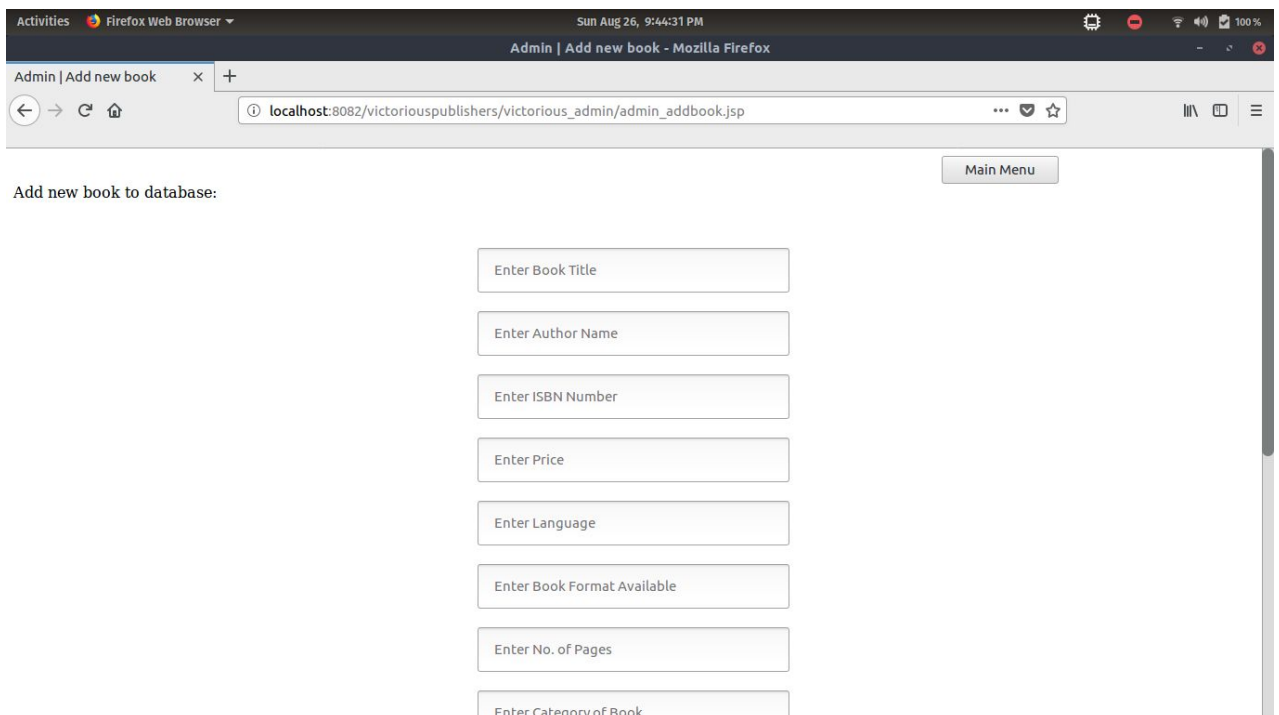 Activities Firefox Web Browser Sun Aug 26, 9:44:31 PM 100 %
Admin | Add new book - Mozilla Firefox
Admin | Add new book
localhost:8082/victoriouspublishers/victorious_admin/admin_addbook.jsp
Main Menu
Add new book to database:
Enter Book Title
Enter Author Name
Enter ISBN Number
Enter Price
Enter Language
Enter Book Format Available
Enter No. of Pages
Enter Category of Book